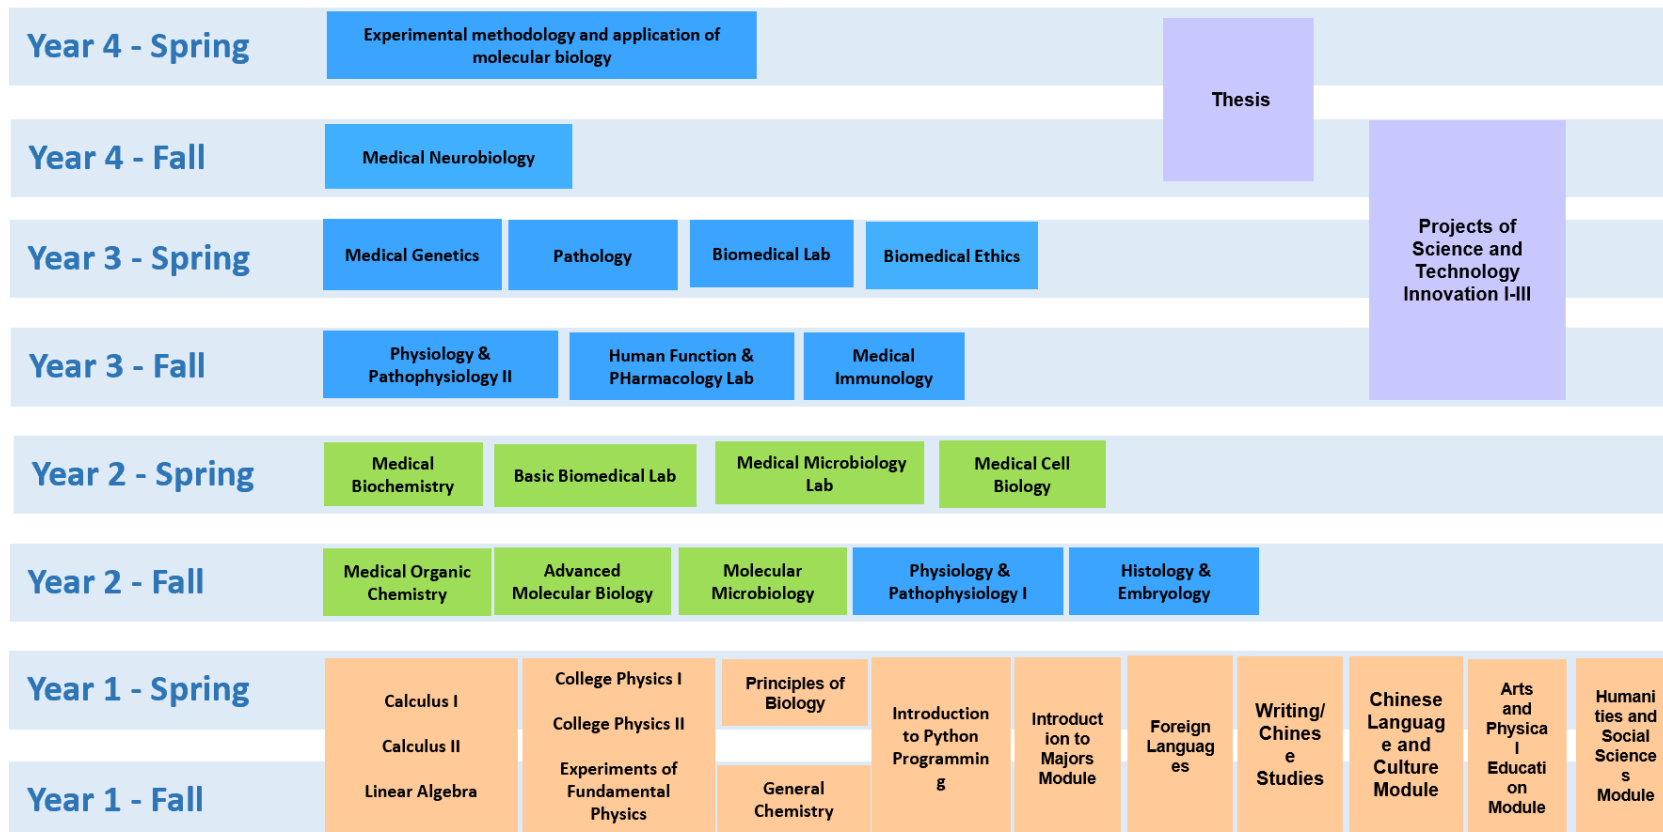 Year 4 - Spring
Experimental methodology and application of
molecular biology
Thesis
Year 4 - Fall
Medical Neurobiology
Projects of
Science and
Technology
Innovation I-III
Year 3 - Spring
Medical Genetics
Pathology
Biomedical Lab
Biomedical Ethics
Year 3 - Fall
Physiology &
Pathophysiology II
Human Function &
PHarmacology Lab
Medical
Immunology
Year 2 - Spring
Medical
Biochemistry
Basic Biomedical Lab
Medical Microbiology
Lab
Medical Cell
Biology
Year 2 - Fall
Medical Organic
Chemistry
Advanced
Molecular Biology
Molecular
Microbiology
Physiology &
Pathophysiology I
Histology &
Embryology
Year 1 - Spring
Year 1 - Fall
Calculus I
Calculus II
Linear Algebra
College Physics I
College Physics II
Experiments of
Fundamental
Physics
Principles of
Biology
General
Chemistry
Introduction
to Python
Programmin
g
Introduct
ion to
Majors
Module
Foreign
Languag
es
Writing/
Chines
e
Studies
Chinese
Languag
e and
Culture
Module
Arts
and
Physica
l
Educati
on
Module
Humani
ties and
Social
Science
s
Module